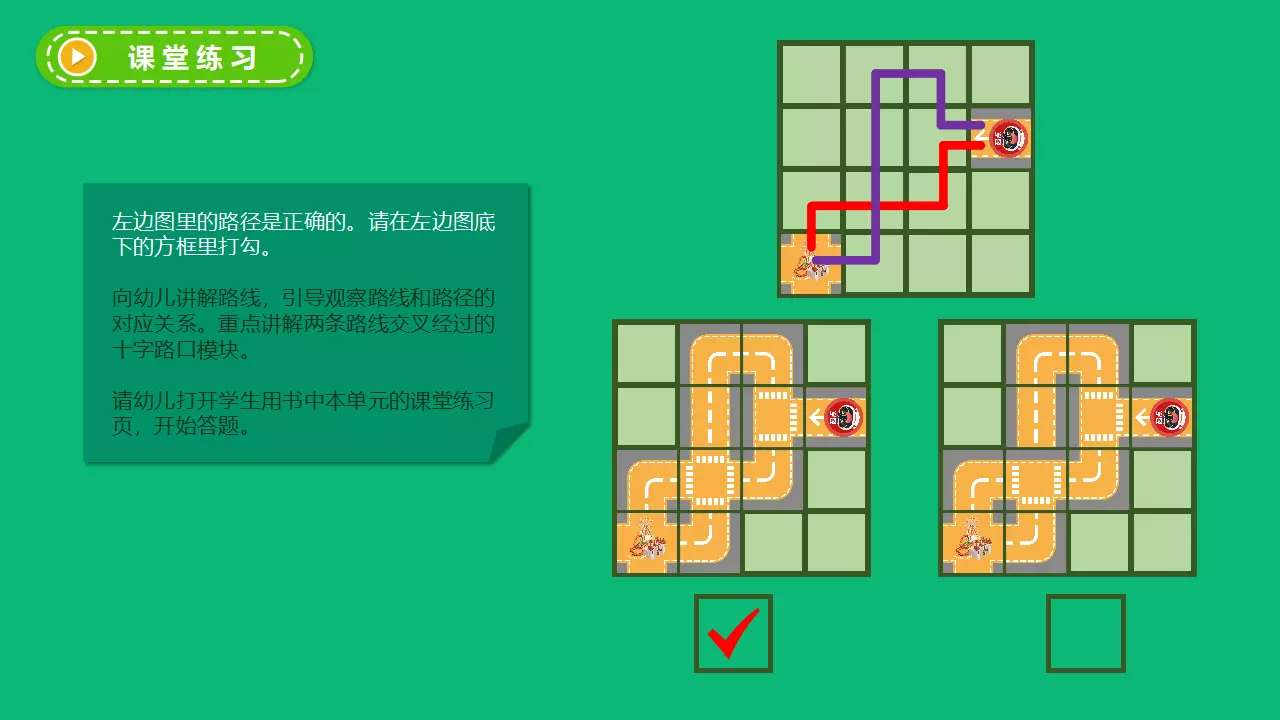 课堂练习
左边图里的路径是正确的。请在左边图底
下的方框里打勾。
向幼儿讲解路线，引导观察路线和路径的
对应关系。重点讲解两条路线交叉经过的
十字路口模块。
请幼儿打开学生用书中本单元的课堂练习
页，开始答题。